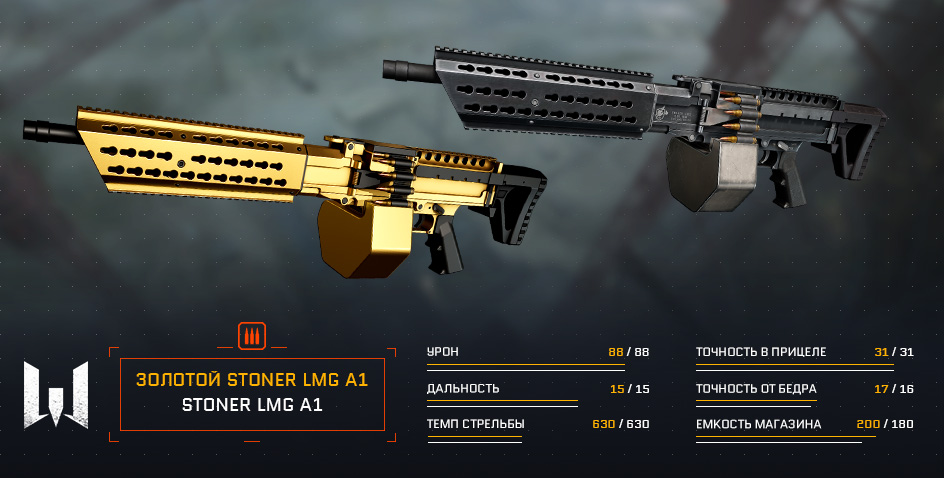 ЗОЛОТОЙ STONER LMG A1
STONER LMG A1
УРОН 88 / 88
ДАЛЬНОСТЬ 15 / 15
ТЕМП СТРЕЛЬБЫ 630 / 630
ТОЧНОСТЬ В ПРИЦЕЛЕ 31 / 31
ТОЧНОСТЬ ОТ БЕДРА 17 / 16
ЕМКОСТЬ МАГАЗИНА 200 / 180